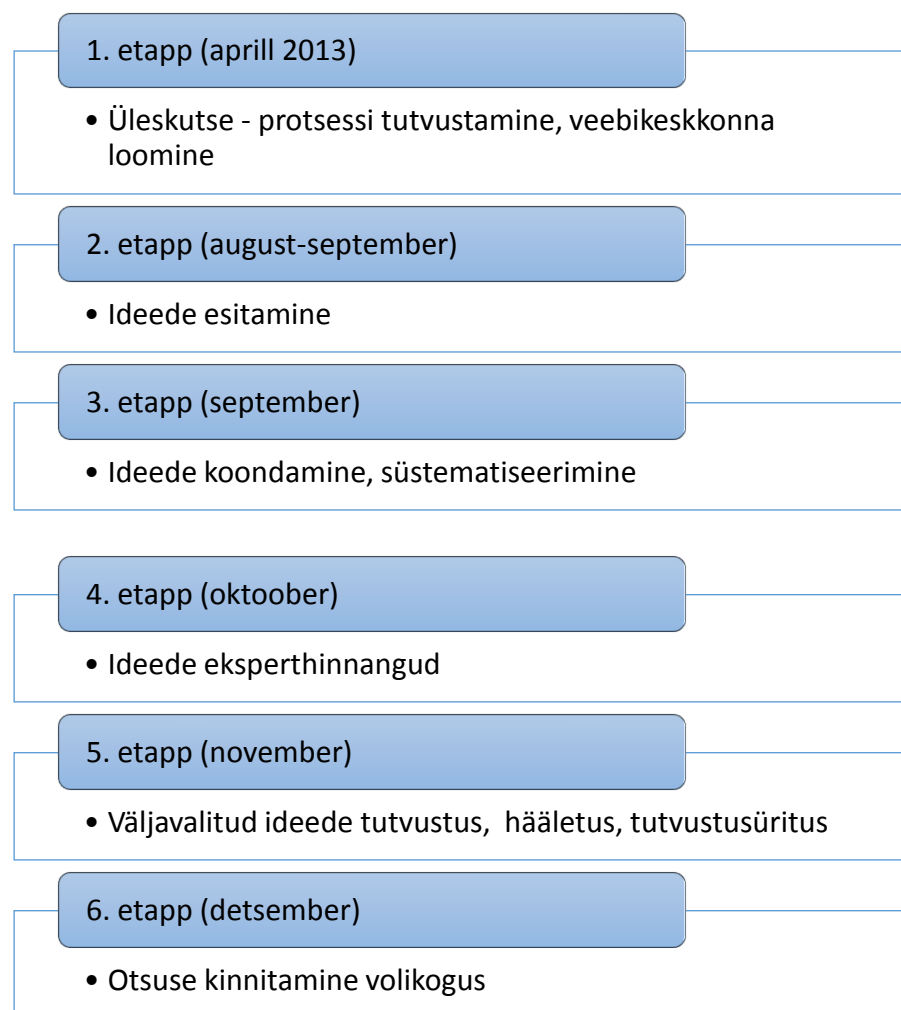 1. etapp (aprill 2013)
• Üleskutse - protsessi tutvustamine, veebikeskkonna
loomine
2. etapp (august-september)
• Ideede esitamine
3. etapp (september)
• Ideede koondamine, süstematiseerimine
4. etapp (oktoober)
• Ideede eksperthinnangud
5. etapp (november)
• Väljavalitud ideede tutvustus, hääletus, tutvustusüritus
6. etapp (detsember)
• Otsuse kinnitamine volikogus